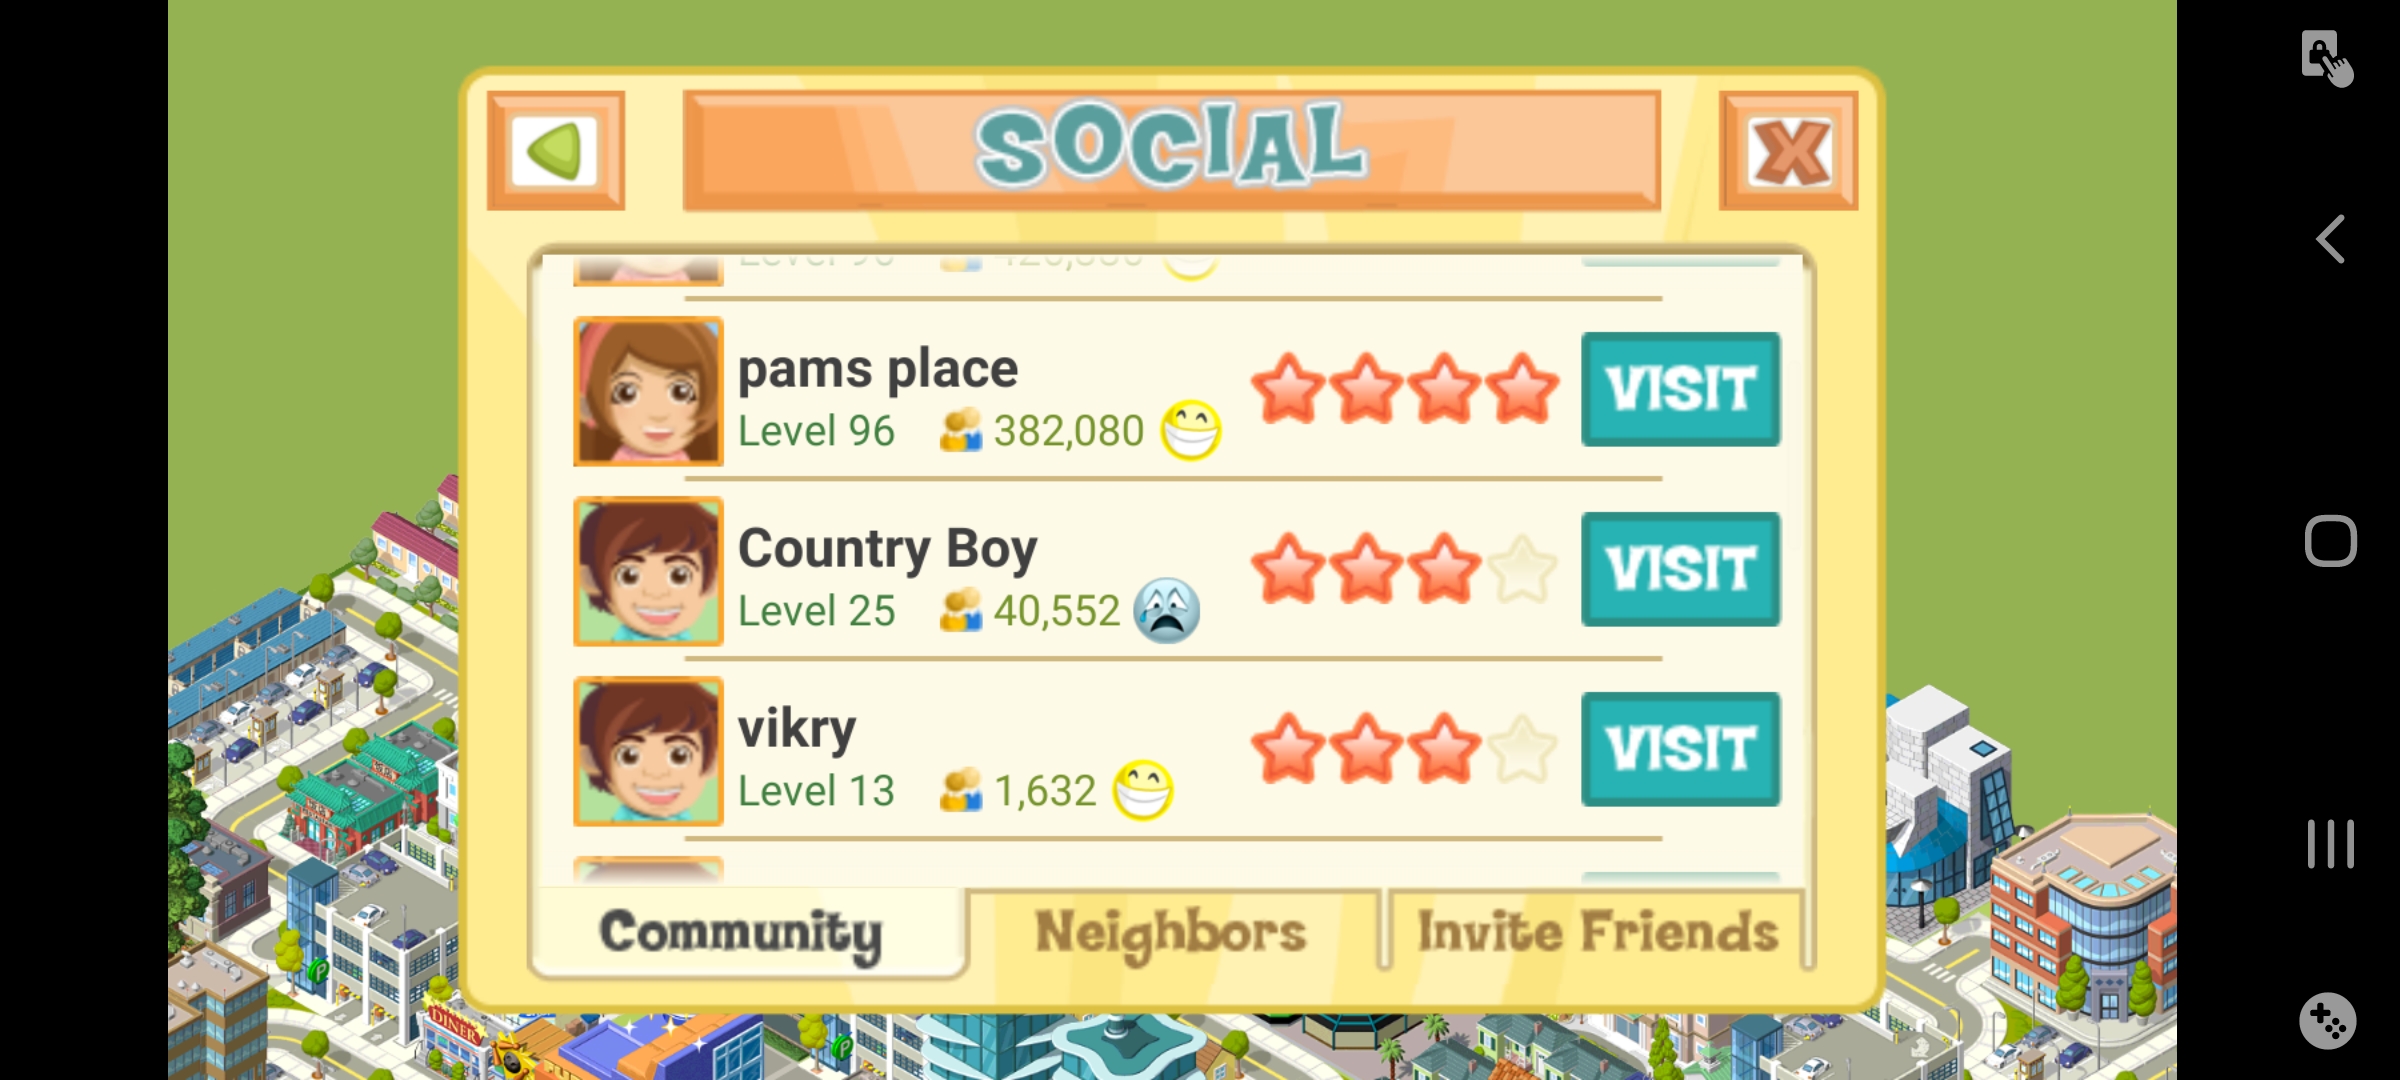 SOCIAL
pams place
Level 96 382,080
VISIT
Country Boy
Level 25 40,552
VISIT
vikry
Level 13 1,632
VISIT
Community Neighbors Invite Friends
DINER
P
P